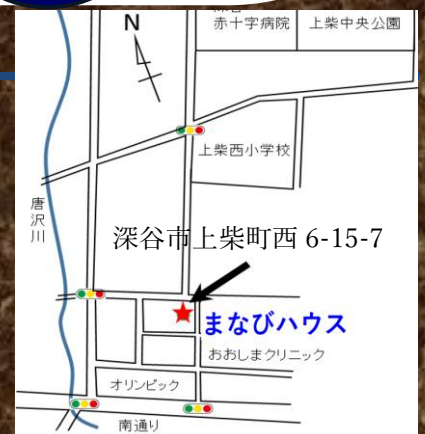 N
赤十字病院
上柴中央公園
上柴西小学校
唐沢川
深谷市上柴町西 6-15-7
まなびハウス
おおしまクリニック
オリンピック
南通り